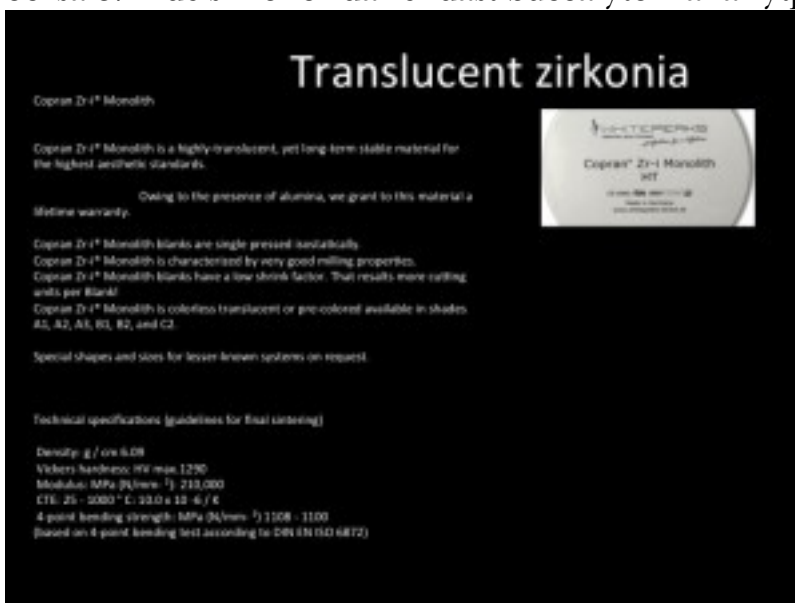 Translucent zirkonia
Copran Zr-i® Monolith
WHITEPEAKS
Copran® Zr-i Monolith
HT
Copran Zr-i® Monolith is a highly-translucent, yet long-term stable material for
the highest aesthetic standards.
Owing to the presence of alumina, we grant to this material a
lifetime warranty.
Copran Zr-i® Monolith blanks are single pressed isostatically.
Copran Zr-i® Monolith is characterized by very good milling properties.
Copran Zr-i® Monolith blanks have a low shrink factor. That results more cutting
units per Blank!
Copran Zr-i® Monolith is colorless translucent or pre-colored available in shades
A1, A2, A3, B1, B2, and C2.
Special shapes and sizes for lesser-known systems on request.
Technical specifications (guidelines for final sintering)
Density: g / cm 6.09
Vickers hardness: HV max.1290
Modulus: MPa (N/mm- ²): 210,000
CTE: 25 - 1000 ° C: 10.0 x 10 -6 / K
4-point bending strength: MPa (N/mm- ²) 1108 - 1100
(based on 4-point bending test according to DIN EN ISO 6872)